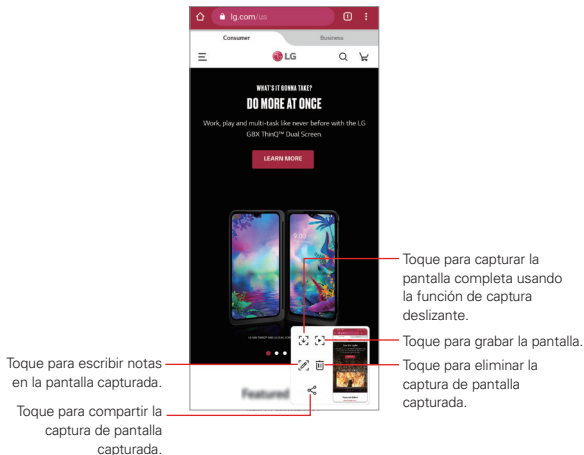 lg.com/us
1
Consumer
Business
LG
WHAT'S IT GONNA TAKE?
DO MORE AT ONCE
Work, play and multi-task like never before with the LG
G8X ThinQ™ Dual Screen.
LEARN MORE
Featured
Toque para capturar la
pantalla completa usando
la función de captura
deslizante.
Toque para grabar la pantalla.
Toque para eliminar la
captura de pantalla
capturada.
Toque para escribir notas
en la pantalla capturada.
Toque para compartir la
captura de pantalla
capturada.